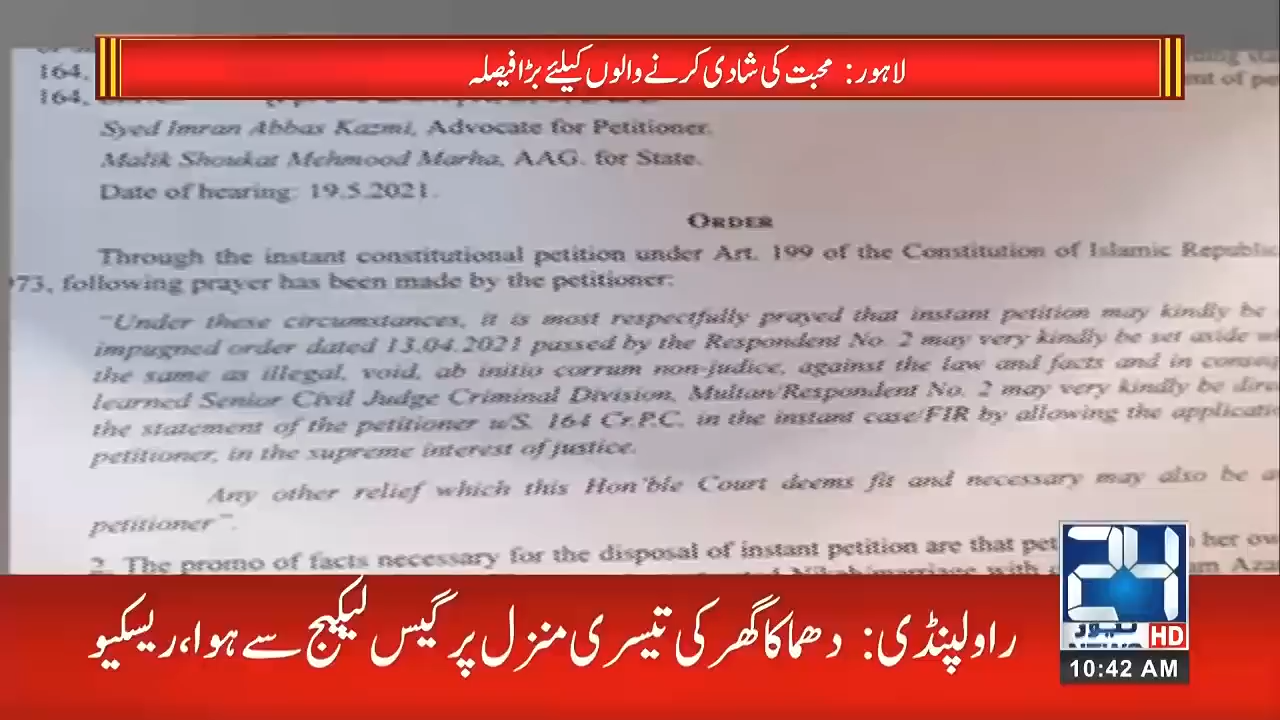 لاہور: محبت کی شادی کرنے والوں کیلئے بڑا فیصلہ
164,
164,
Syed Imran Abbas Kazmi, Advocate for Petitioner.
Malik Shoukat Mehmood Marha, AAG. for State.
Date of hearing: 19.5.2021.
ORDER
Through the instant constitutional petition under Art. 199 of the Constitution of Islamic Republic
973, following prayer has been made by the petitioner:
"Under these circumstances, it is most respectfully prayed that instant petition may kindly be
impugned order dated 13.04.2021 passed by the Respondent No. 2 may very kindly be set aside
the same as illegal, void, ab initio corrum non-judice, against the law and facts and in
learned Senior Civil Judge Criminal Division, Multan/Respondent No. 2 may very kindly be
the statement of the petitioner u/S. 164 Cr.P.C. in the instant case/FIR by allowing the
petitioner, in the supreme interest of justice.
Any other relief which this Hon'ble Court deems fit and necessary may also be
petitioner".
2. The promo of facts necessary for the disposal of instant petition are that her
Nikah/marriage with
راولپنڈی: دھماکا گھر کی تیسری منزل پر گیس لیکیج سے ہوا، ریسکیو
24
نیوز
NEWS
HD
10:42 AM